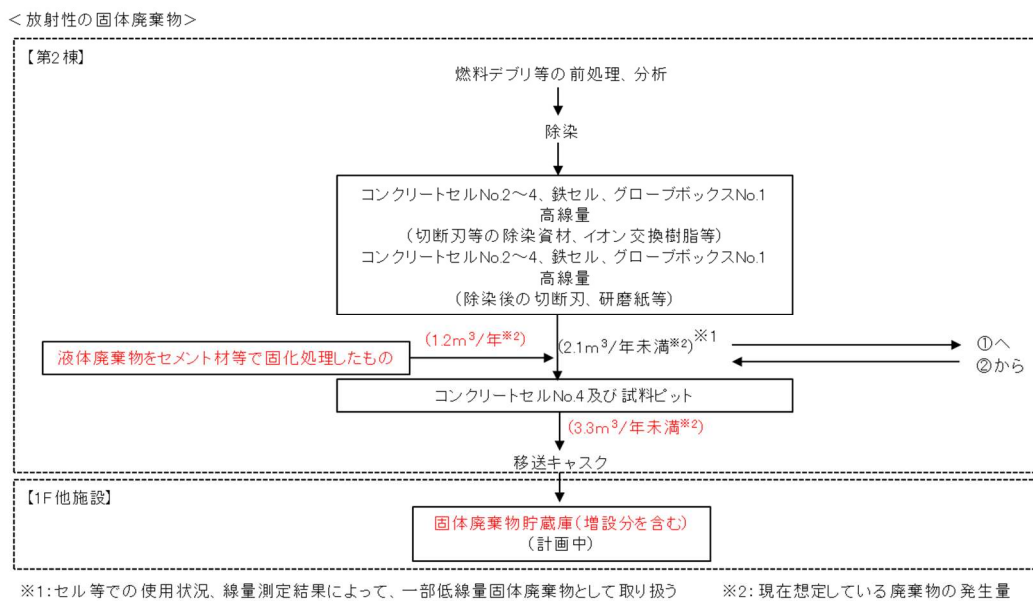 ＜放射性の固体廃棄物＞
【第2棟】
燃料デブリ等の前処理、分析
除染
コンクリートセルNo.2～4、鉄セル、グローブボックスNo.1
高線量
（切断刃等の除染資材、イオン交換樹脂等）
コンクリートセルNo.2～4、鉄セル、グローブボックスNo.1
高線量
（除染後の切断刃、研磨紙等）
（1.2m³/年※2）
（2.1m³/年未満※2）※1
①へ
液体廃棄物をセメント材等で固化処理したもの
②から
コンクリートセルNo.4及び試料ピット
（3.3m³/年未満※2）
移送キャスク
【1F他施設】
固体廃棄物貯蔵庫（増設分を含む）
（計画中）
※1：セル等での使用状況、線量測定結果によって、一部低線量固体廃棄物として取り扱う　※2：現在想定している廃棄物の発生量